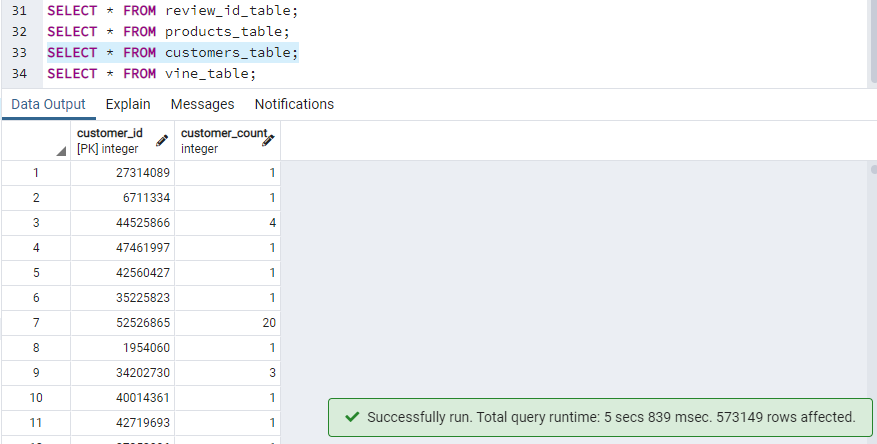 31 SELECT * FROM review_id_table;
32 SELECT * FROM products_table;
33 SELECT * FROM customers_table;
34 SELECT * FROM vine_table;
Data Output Explain Messages Notifications
customer_id customer_count
[PK] integer integer
1 27314089 1
2 6711334 1
3 44525866 4
4 47461997 1
5 42560427 1
6 35225823 1
7 52526865 20
8 1954060 1
9 34202730 3
10 40014361 1
11 42719693 1
Successfully run. Total query runtime: 5 secs 839 msec. 573149 rows affected.